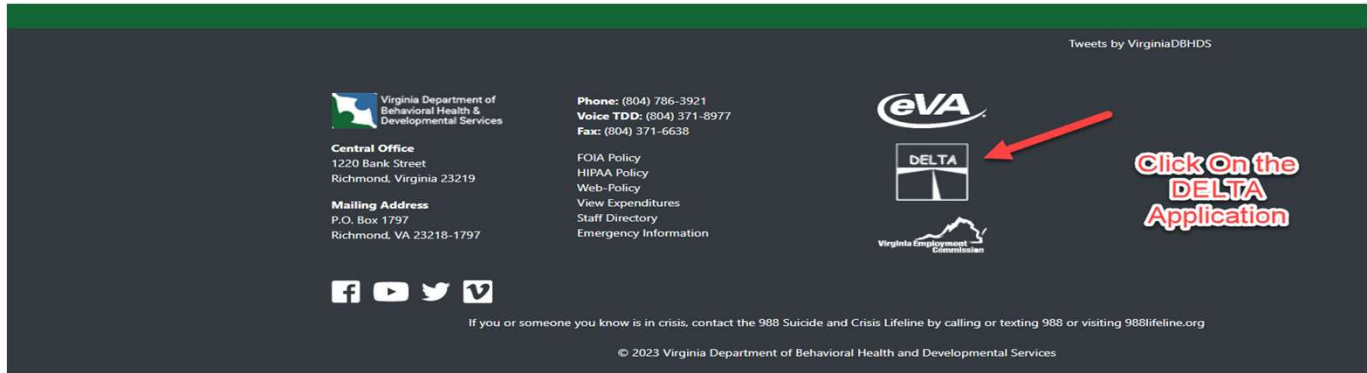 Tweets by VirginiaDBHDS
Virginia Department of
Behavioral Health &
Developmental Services
Central Office
1220 Bank Street
Richmond, Virginia 23219
Mailing Address
P.O. Box 1797
Richmond, VA 23218-1797
Phone: (804) 786-3921
Voice TDD: (804) 371-8977
Fax: (804) 371-6638
FOIA Policy
HIPAA Policy
Web-Policy
View Expenditures
Staff Directory
Emergency Information
eVA
DELTA
Virginia Employment
Commission
Click On the
DELTA
Application
If you or someone you know is in crisis, contact the 988 Suicide and Crisis Lifeline by calling or texting 988 or visiting 988lifeline.org
© 2023 Virginia Department of Behavioral Health and Developmental Services